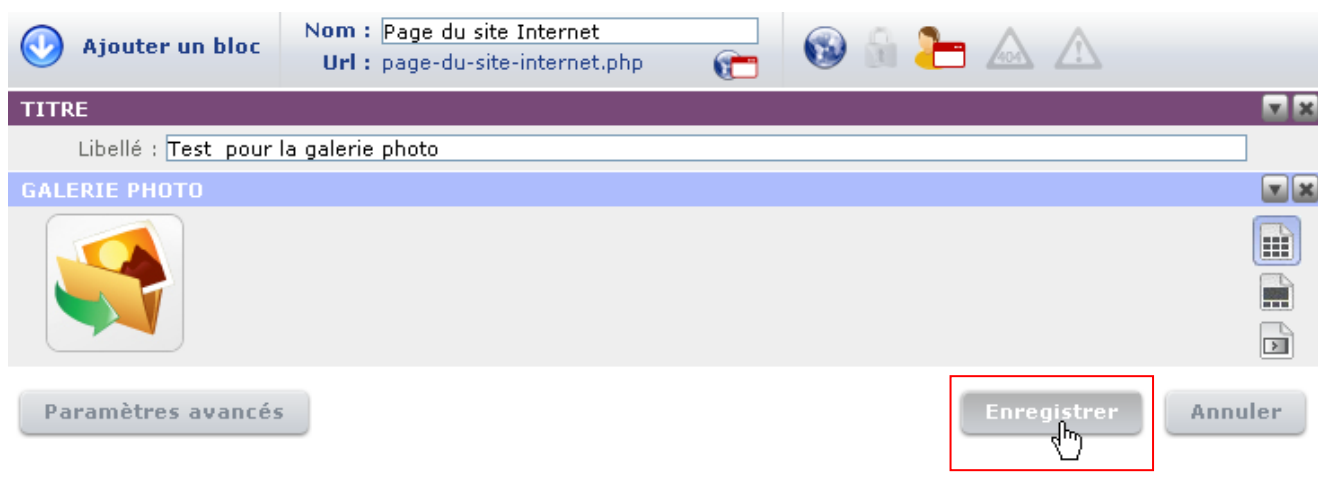 Ajouter un bloc
Nom : Page du site Internet
Url : page-du-site-internet.php
404
TITRE
Libellé : Test  pour la galerie photo
GALERIE PHOTO
Paramètres avancés
Enregistrer
Annuler